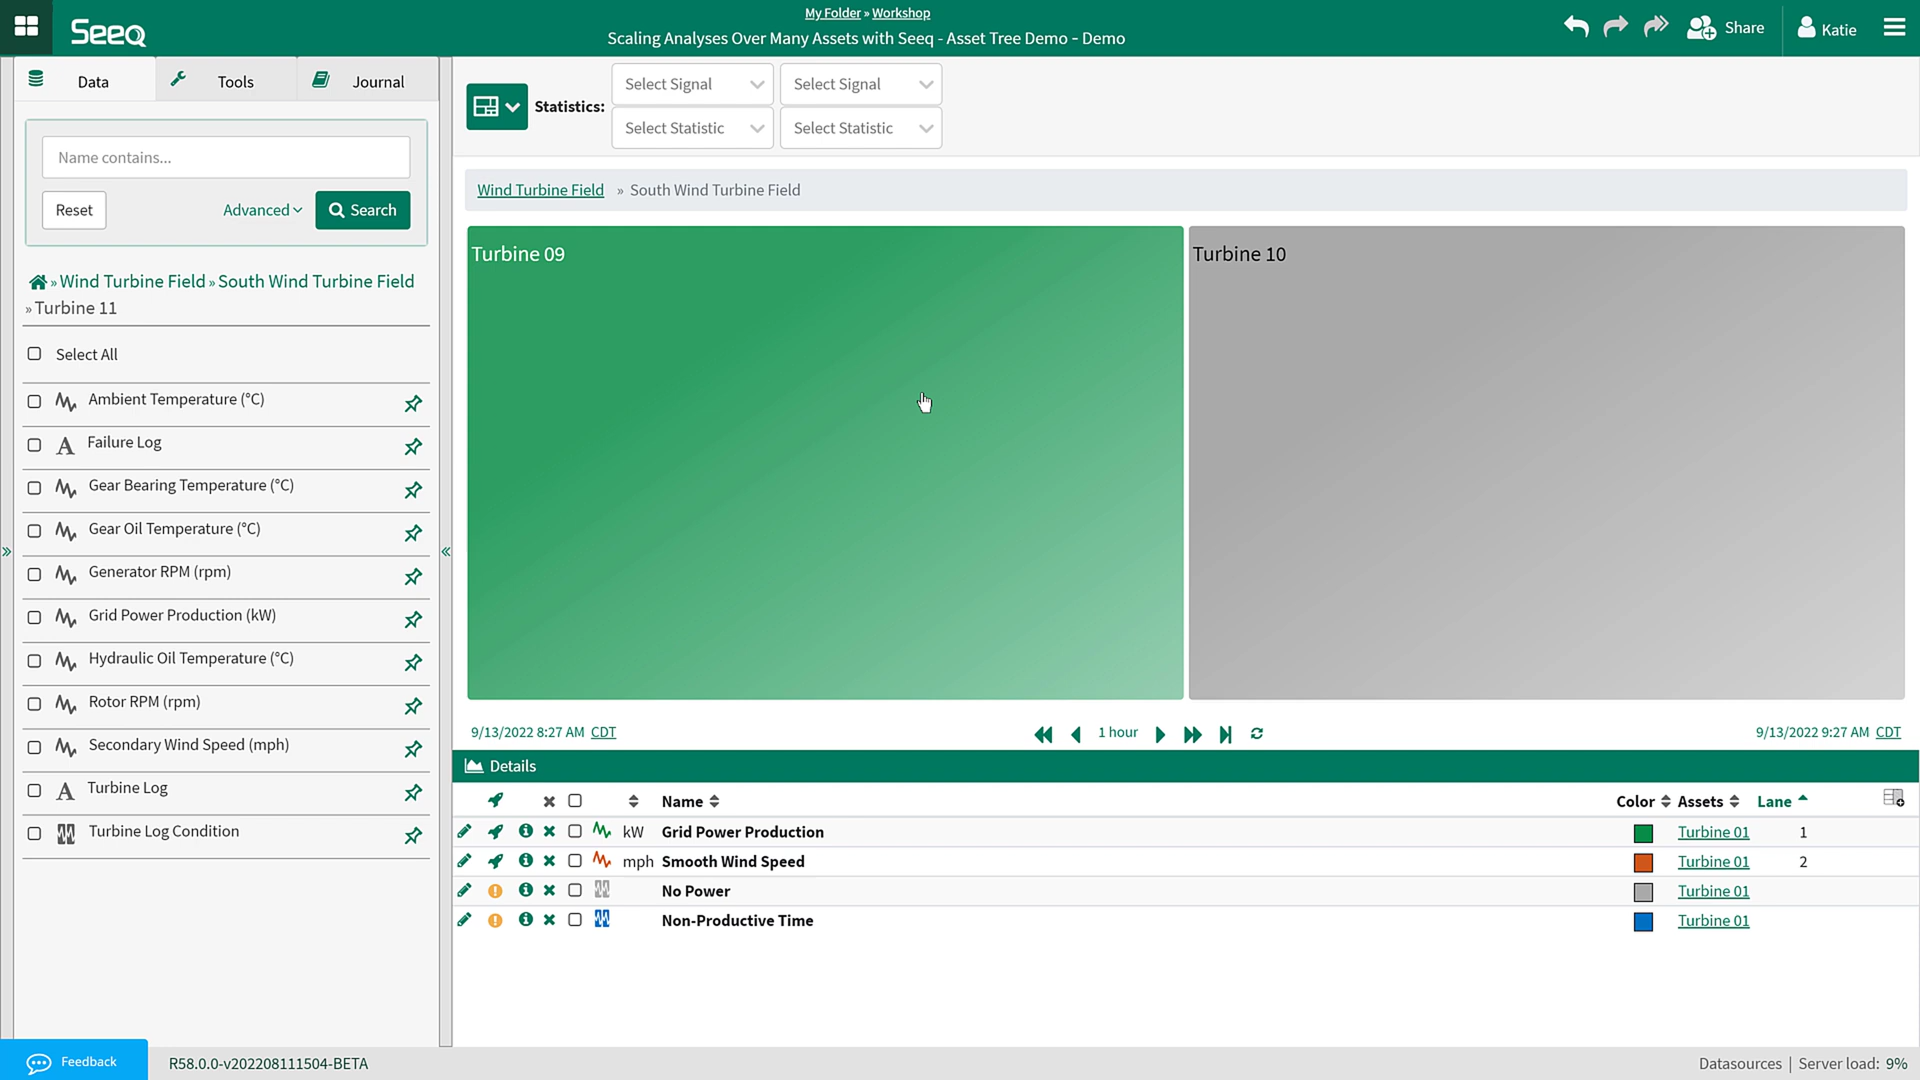 Seeq
My Folder » Workshop
Scaling Analyses Over Many Assets with Seeq - Asset Tree Demo - Demo
Share
Katie
Data
Tools
Journal
Name contains...
Reset
Advanced
Search
» Wind Turbine Field » South Wind Turbine Field
» Turbine 11
Select All
Ambient Temperature (°C)
Failure Log
Gear Bearing Temperature (°C)
Gear Oil Temperature (°C)
Generator RPM (rpm)
Grid Power Production (kW)
Hydraulic Oil Temperature (°C)
Rotor RPM (rpm)
Secondary Wind Speed (mph)
Turbine Log
Turbine Log Condition
Statistics:
Select Signal
Select Signal
Select Statistic
Select Statistic
Wind Turbine Field » South Wind Turbine Field
Turbine 09
Turbine 10
9/13/2022 8:27 AM CDT
1 hour
9/13/2022 9:27 AM CDT
Details
Name
Color
Assets
Lane
kW Grid Power Production Turbine 01 1
mph Smooth Wind Speed Turbine 01 2
No Power Turbine 01
Non-Productive Time Turbine 01
Feedback
R58.0.0-v202208111504-BETA
Datasources | Server load: 9%